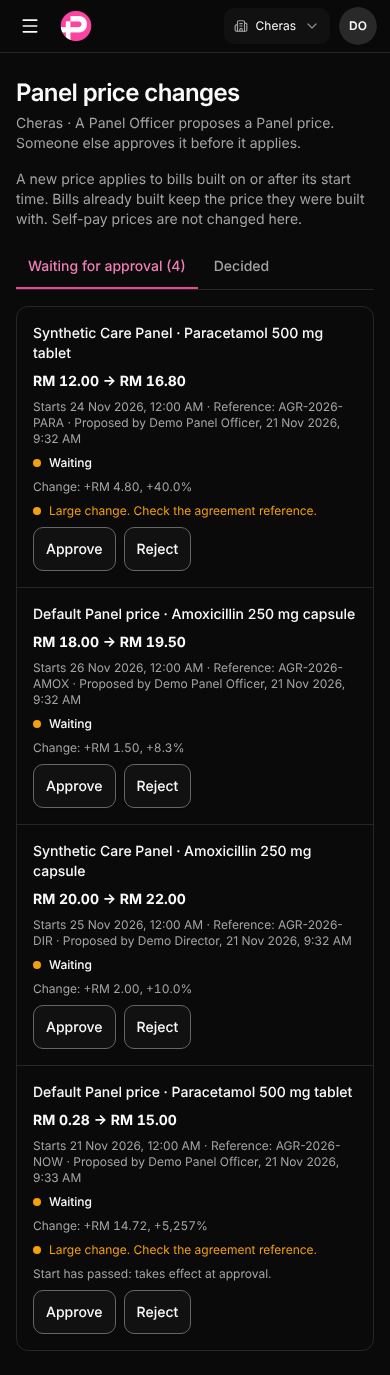 Cheras
DO
Panel price changes
Cheras · A Panel Officer proposes a Panel price.
Someone else approves it before it applies.
A new price applies to bills built on or after its start
time. Bills already built keep the price they were built
with. Self-pay prices are not changed here.
Waiting for approval (4)
Decided
Synthetic Care Panel · Paracetamol 500 mg
tablet
RM 12.00 → RM 16.80
Starts 24 Nov 2026, 12:00 AM · Reference: AGR-2026-
PARA · Proposed by Demo Panel Officer, 21 Nov 2026,
9:32 AM
Waiting
Change: +RM 4.80, +40.0%
Large change. Check the agreement reference.
Approve
Reject
Default Panel price · Amoxicillin 250 mg capsule
RM 18.00 → RM 19.50
Starts 26 Nov 2026, 12:00 AM · Reference: AGR-2026-
AMOX · Proposed by Demo Panel Officer, 21 Nov 2026,
9:32 AM
Waiting
Change: +RM 1.50, +8.3%
Approve
Reject
Synthetic Care Panel · Amoxicillin 250 mg
capsule
RM 20.00 → RM 22.00
Starts 25 Nov 2026, 12:00 AM · Reference: AGR-2026-
DIR · Proposed by Demo Director, 21 Nov 2026, 9:32 AM
Waiting
Change: +RM 2.00, +10.0%
Approve
Reject
Default Panel price · Paracetamol 500 mg tablet
RM 0.28 → RM 15.00
Starts 21 Nov 2026, 12:00 AM · Reference: AGR-2026-
NOW · Proposed by Demo Panel Officer, 21 Nov 2026,
9:33 AM
Waiting
Change: +RM 14.72, +5,257%
Large change. Check the agreement reference.
Start has passed: takes effect at approval.
Approve
Reject